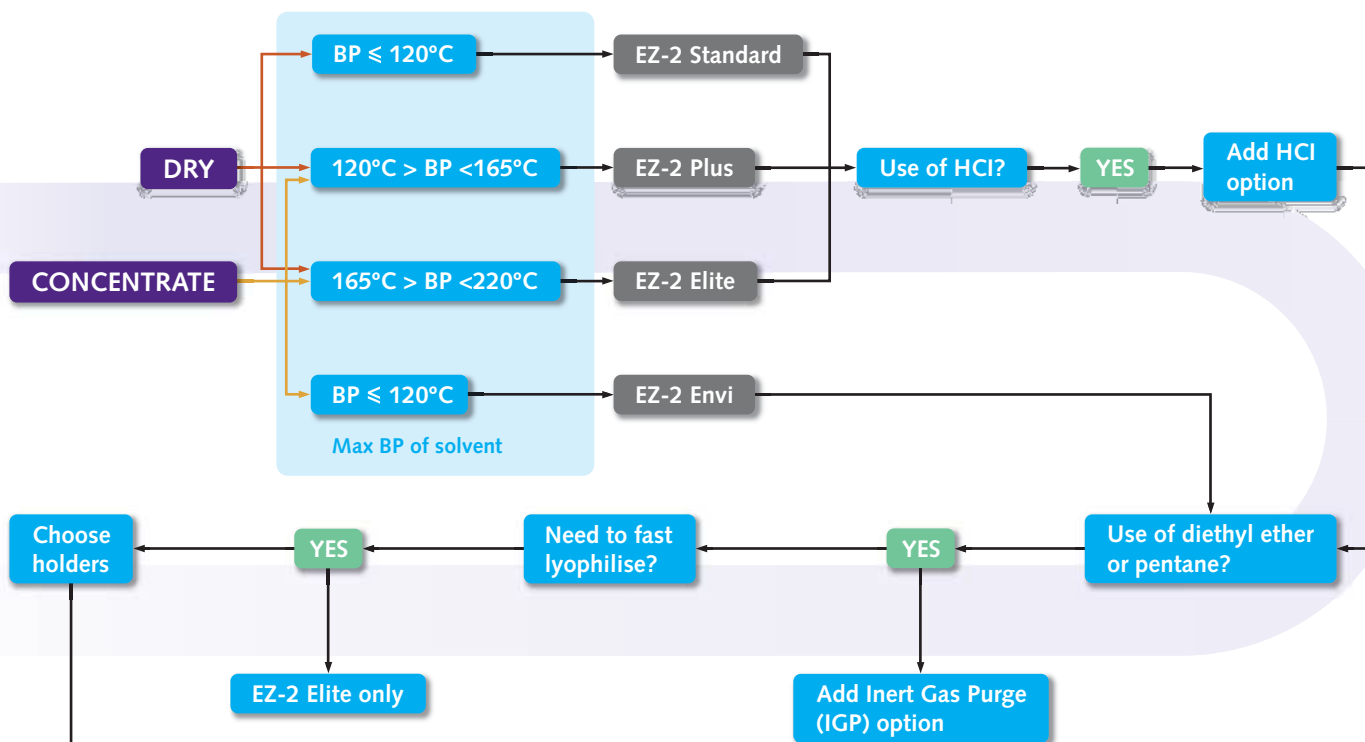 BP ⩽ 120°C
EZ-2 Standard
DRY
120°C > BP <165°C
EZ-2 Plus
Use of HCl?
YES
Add HCl
option
CONCENTRATE
165°C > BP <220°C
EZ-2 Elite
BP ⩽ 120°C
EZ-2 Envi
Max BP of solvent
Choose
holders
YES
Need to fast
lyophilise?
YES
Use of diethyl ether
or pentane?
EZ-2 Elite only
Add Inert Gas Purge
(IGP) option